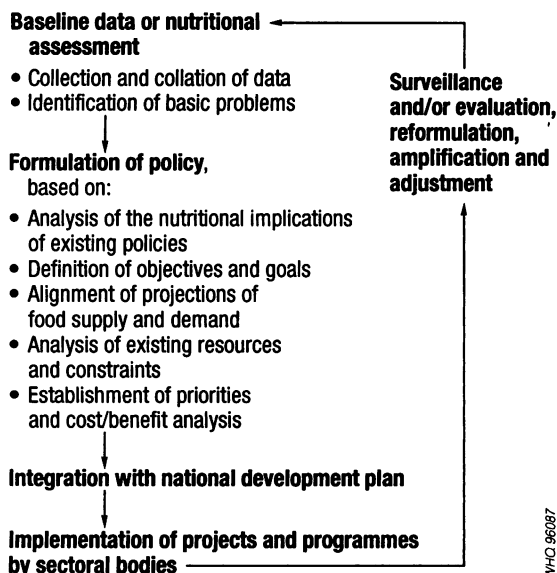 Baseline data or nutritional
assessment
• Collection and collation of data
• Identification of basic problems
Formulation of policy,
based on:
• Analysis of the nutritional implications
of existing policies
• Definition of objectives and goals
• Alignment of projections of
food supply and demand
• Analysis of existing resources
and constraints
• Establishment of priorities
and cost/benefit analysis
Integration with national development plan
Implementation of projects and programmes
by sectoral bodies
Surveillance
and/or evaluation,
reformulation,
amplification and
adjustment
WHO 96087